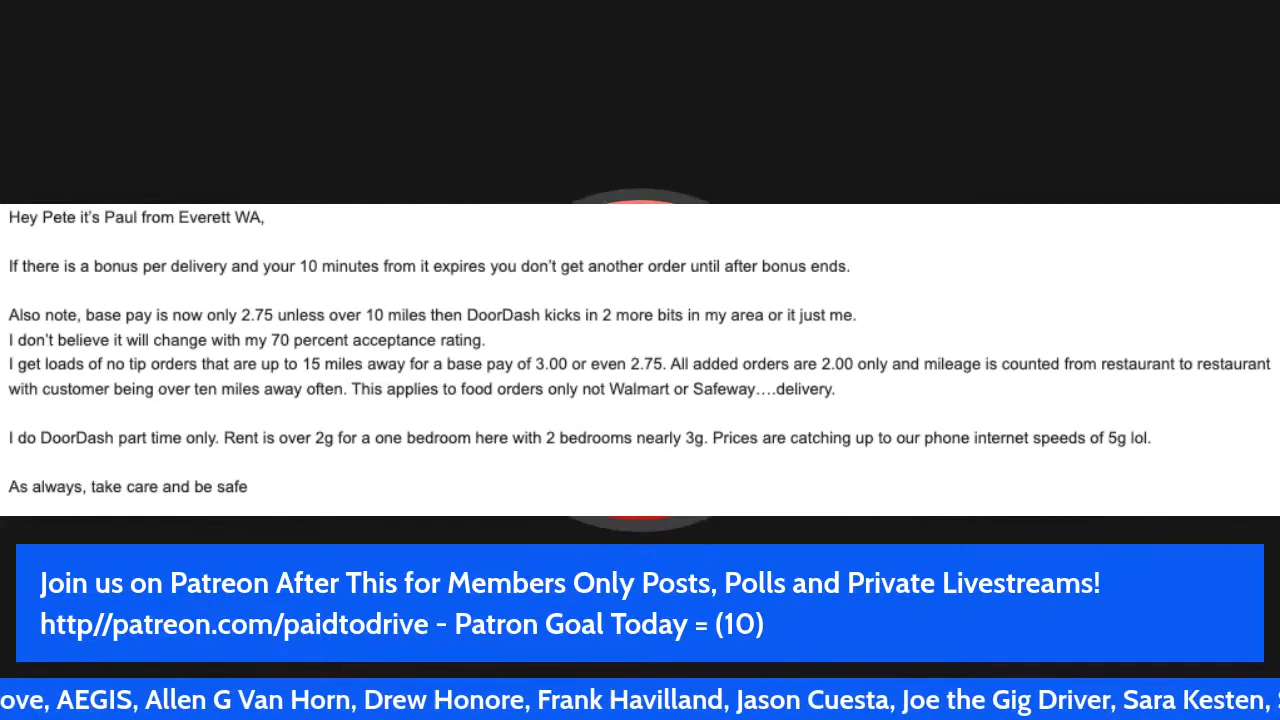 Hey Pete it's Paul from Everett WA,
If there is a bonus per delivery and your 10 minutes from it expires you don't get another order until after bonus ends.
Also note, base pay is now only 2.75 unless over 10 miles then DoorDash kicks in 2 more bits in my area or it just me.
I don't believe it will change with my 70 percent acceptance rating.
I get loads of no tip orders that are up to 15 miles away for a base pay of 3.00 or even 2.75. All added orders are 2.00 only and mileage is counted from restaurant to restaurant
with customer being over ten miles away often. This applies to food orders only not Walmart or Safeway….delivery.
I do DoorDash part time only. Rent is over 2g for a one bedroom here with 2 bedrooms nearly 3g. Prices are catching up to our phone internet speeds of 5g lol.
As always, take care and be safe
Join us on Patreon After This for Members Only Posts, Polls and Private Livestreams!
http//patreon.com/paidtodrive - Patron Goal Today = (10)
ove, AEGIS, Allen G Van Horn, Drew Honore, Frank Havilland, Jason Cuesta, Joe the Gig Driver, Sara Kesten,